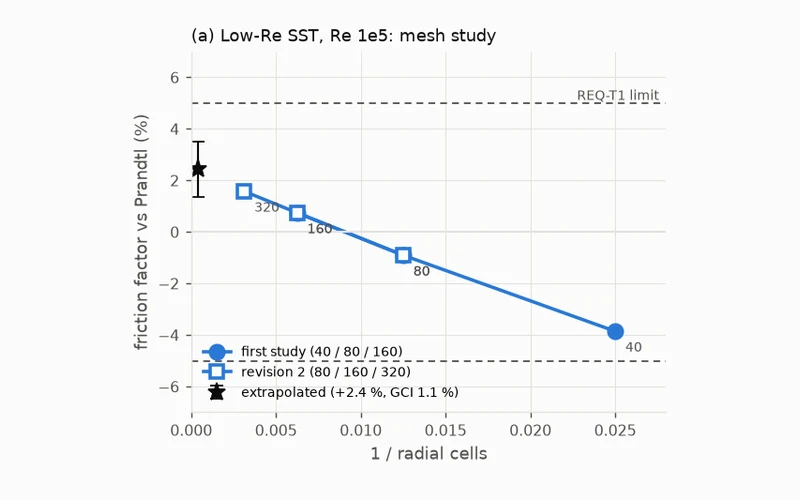 (a) Low-Re SST, Re 1e5: mesh study
friction factor vs Prandtl (%)
6
4
2
0
−2
−4
−6
REQ-T1 limit
320
160
80
40
first study (40 / 80 / 160)
revision 2 (80 / 160 / 320)
extrapolated (+2.4 %, GCI 1.1 %)
0.000
0.005
0.010
0.015
0.020
0.025
1 / radial cells